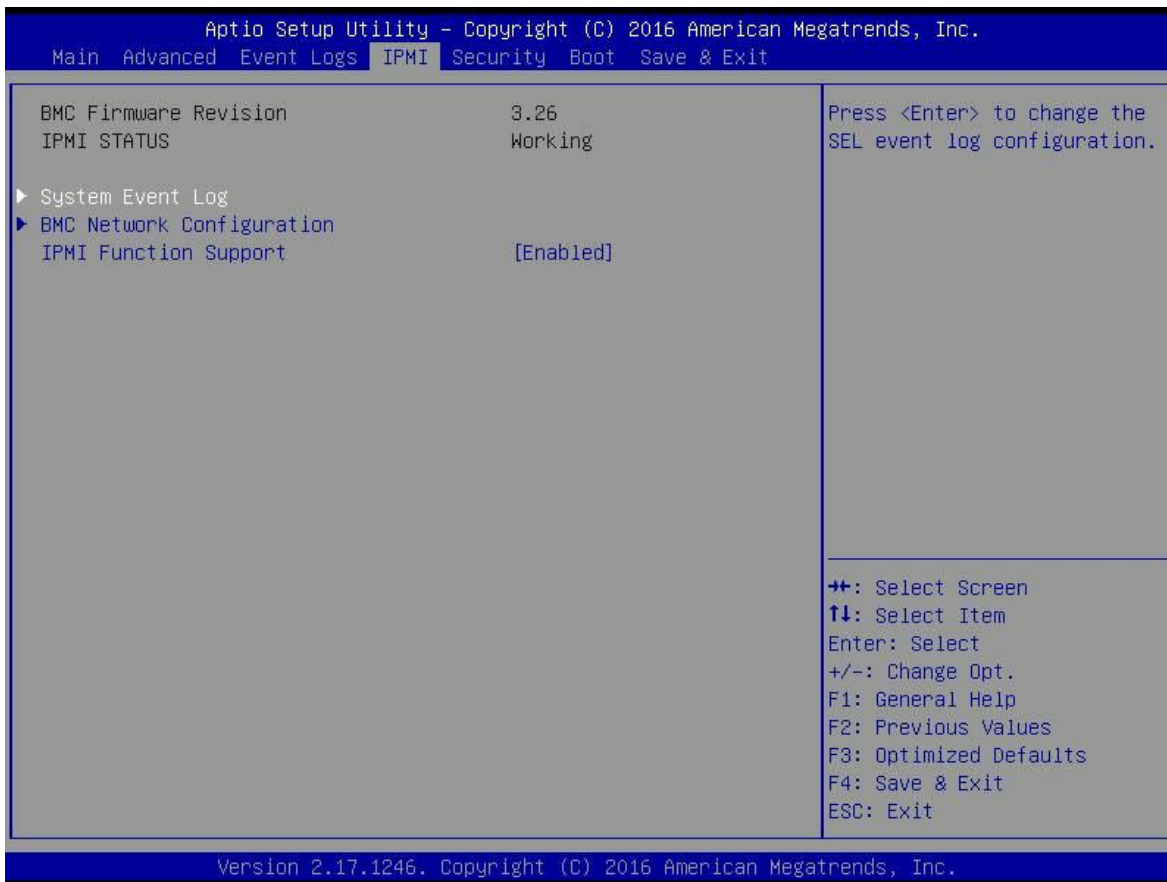 Aptio Setup Utility – Copyright (C) 2016 American Megatrends, Inc.
Main Advanced Event Logs IPMI Security Boot Save & Exit
BMC Firmware Revision 3.26
IPMI STATUS Working
System Event Log
BMC Network Configuration
IPMI Function Support [Enabled]
Press <Enter> to change the
SEL event log configuration.
→←: Select Screen
↑↓: Select Item
Enter: Select
+/-: Change Opt.
F1: General Help
F2: Previous Values
F3: Optimized Defaults
F4: Save & Exit
ESC: Exit
Version 2.17.1246. Copyright (C) 2016 American Megatrends, Inc.